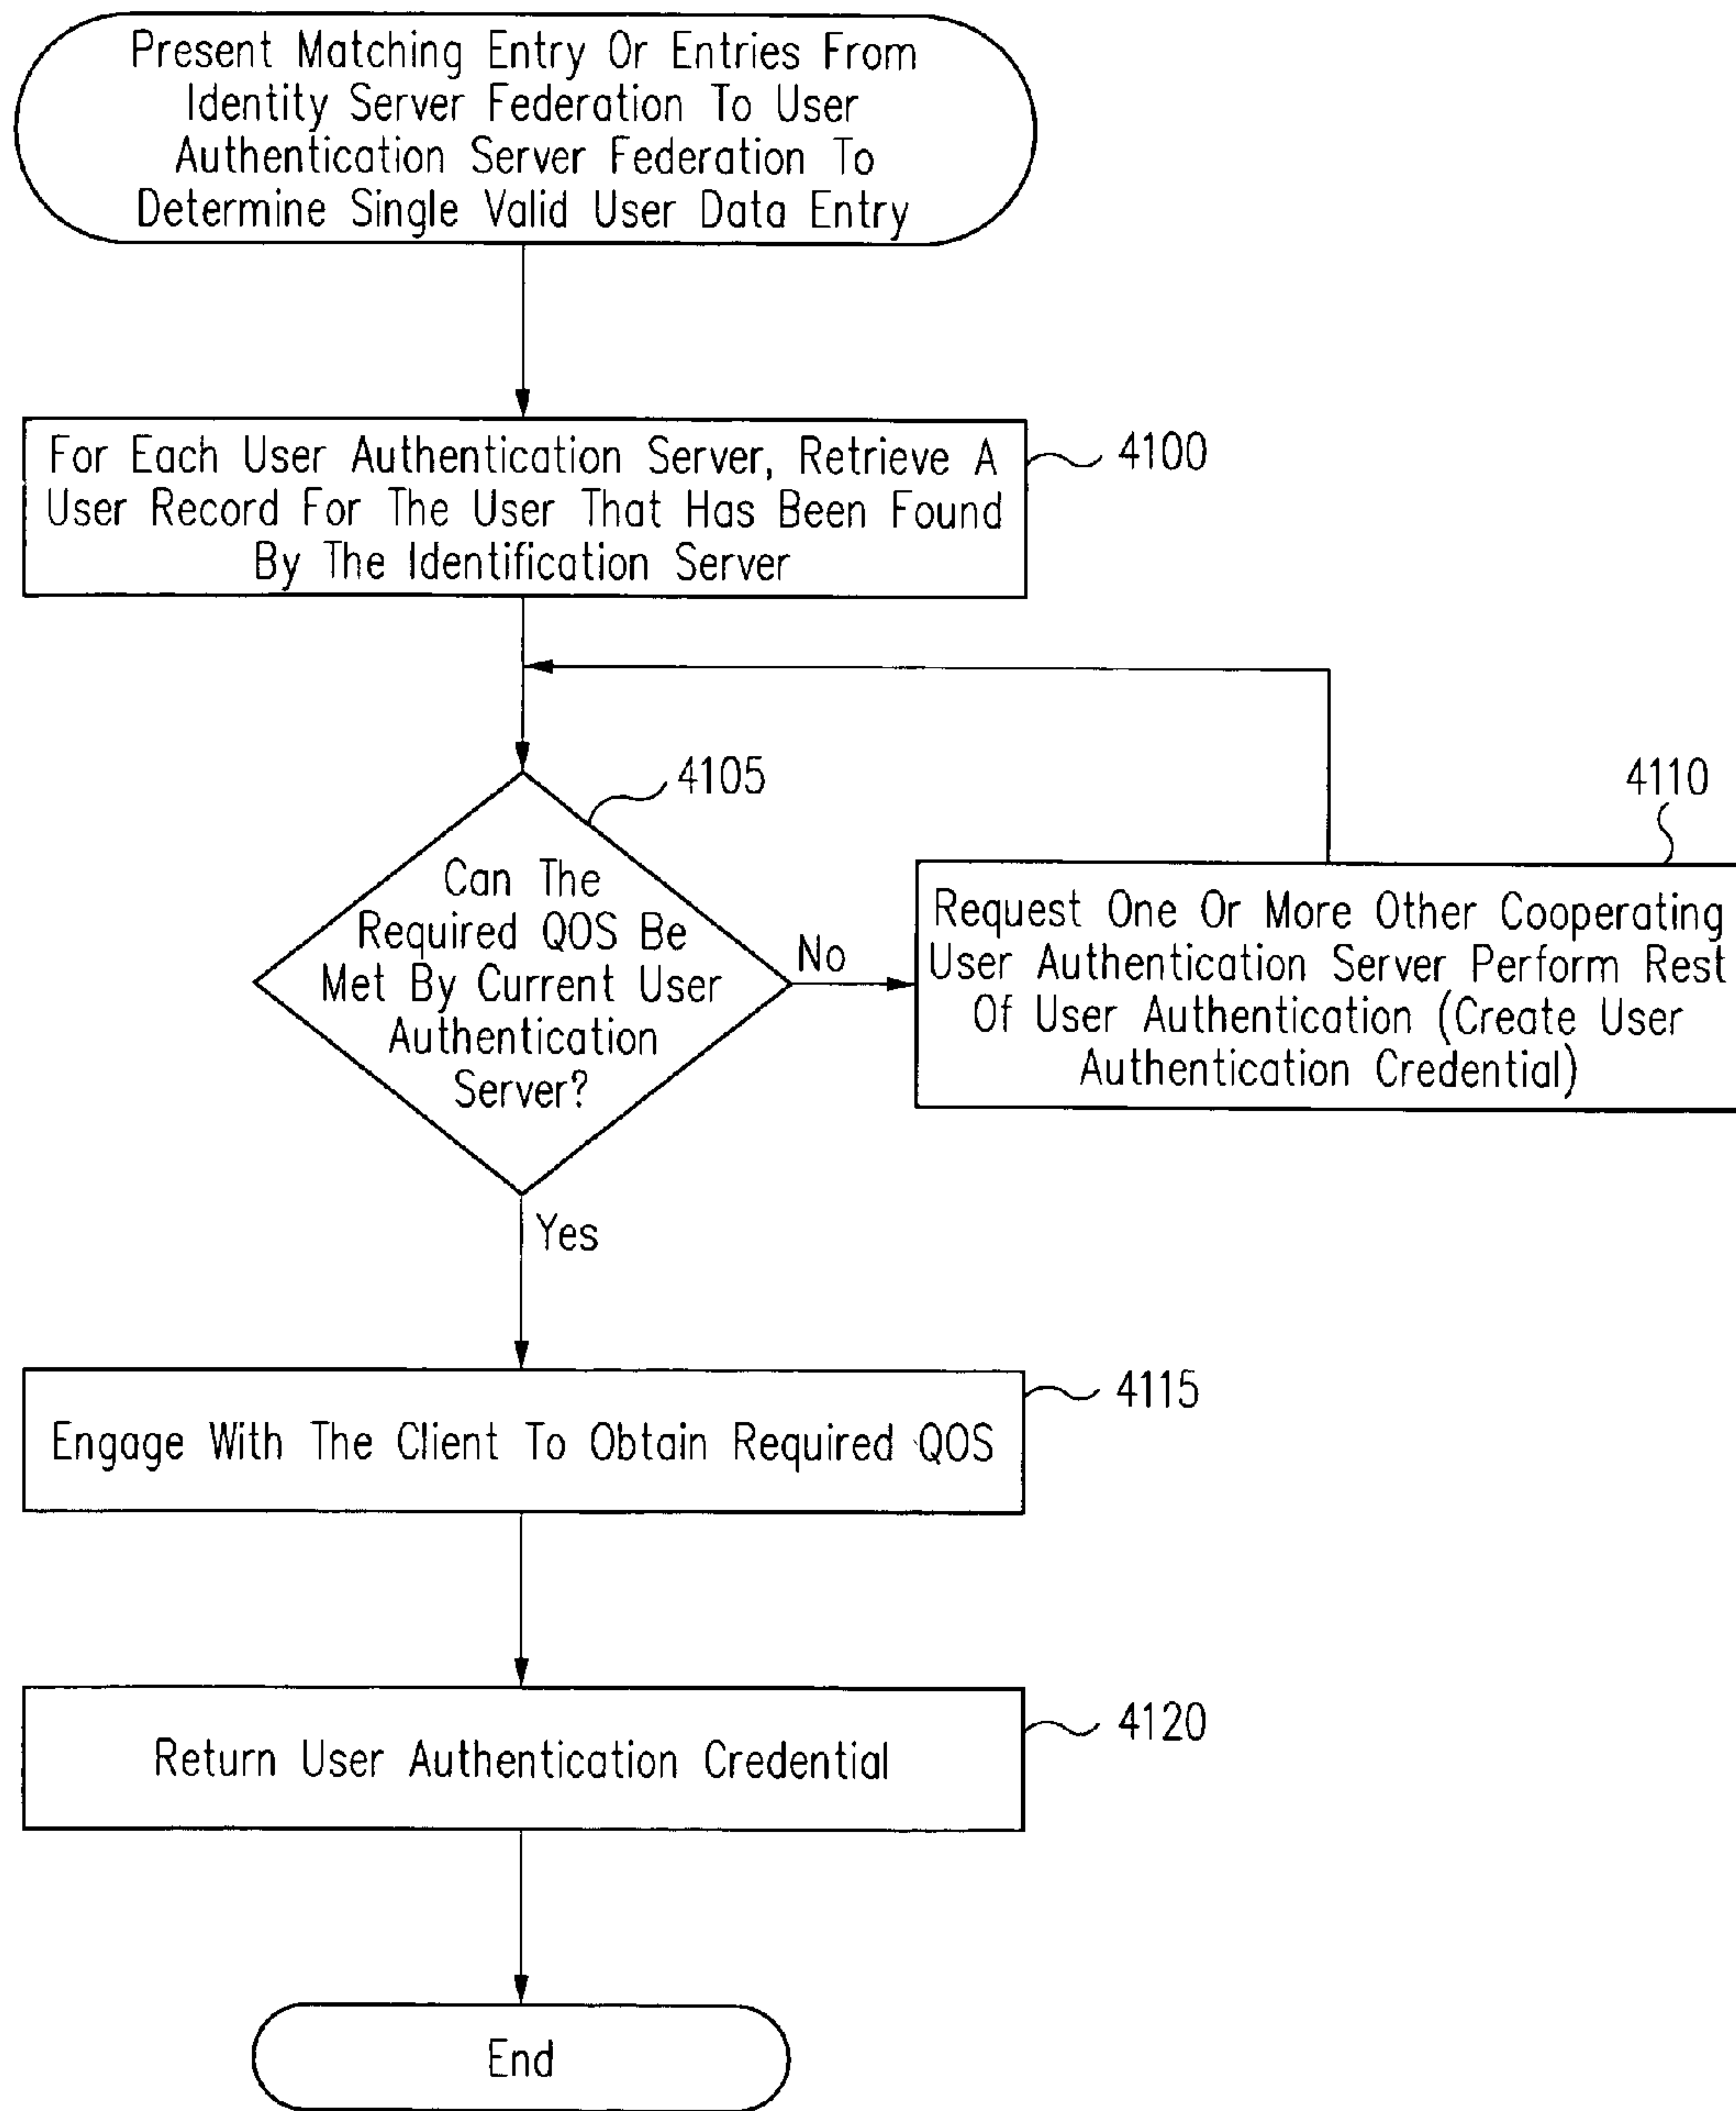 Present Matching Entry Or Entries From
Identity Server Federation To User
Authentication Server Federation To
Determine Single Valid User Data Entry
For Each User Authentication Server, Retrieve A
User Record For The User That Has Been Found
By The Identification Server
4100
4105
Can The
Required QOS Be
Met By Current User
Authentication
Server?
No
4110
Request One Or More Other Cooperating
User Authentication Server Perform Rest
Of User Authentication (Create User
Authentication Credential)
Yes
Engage With The Client To Obtain Required QOS
4115
Return User Authentication Credential
4120
End